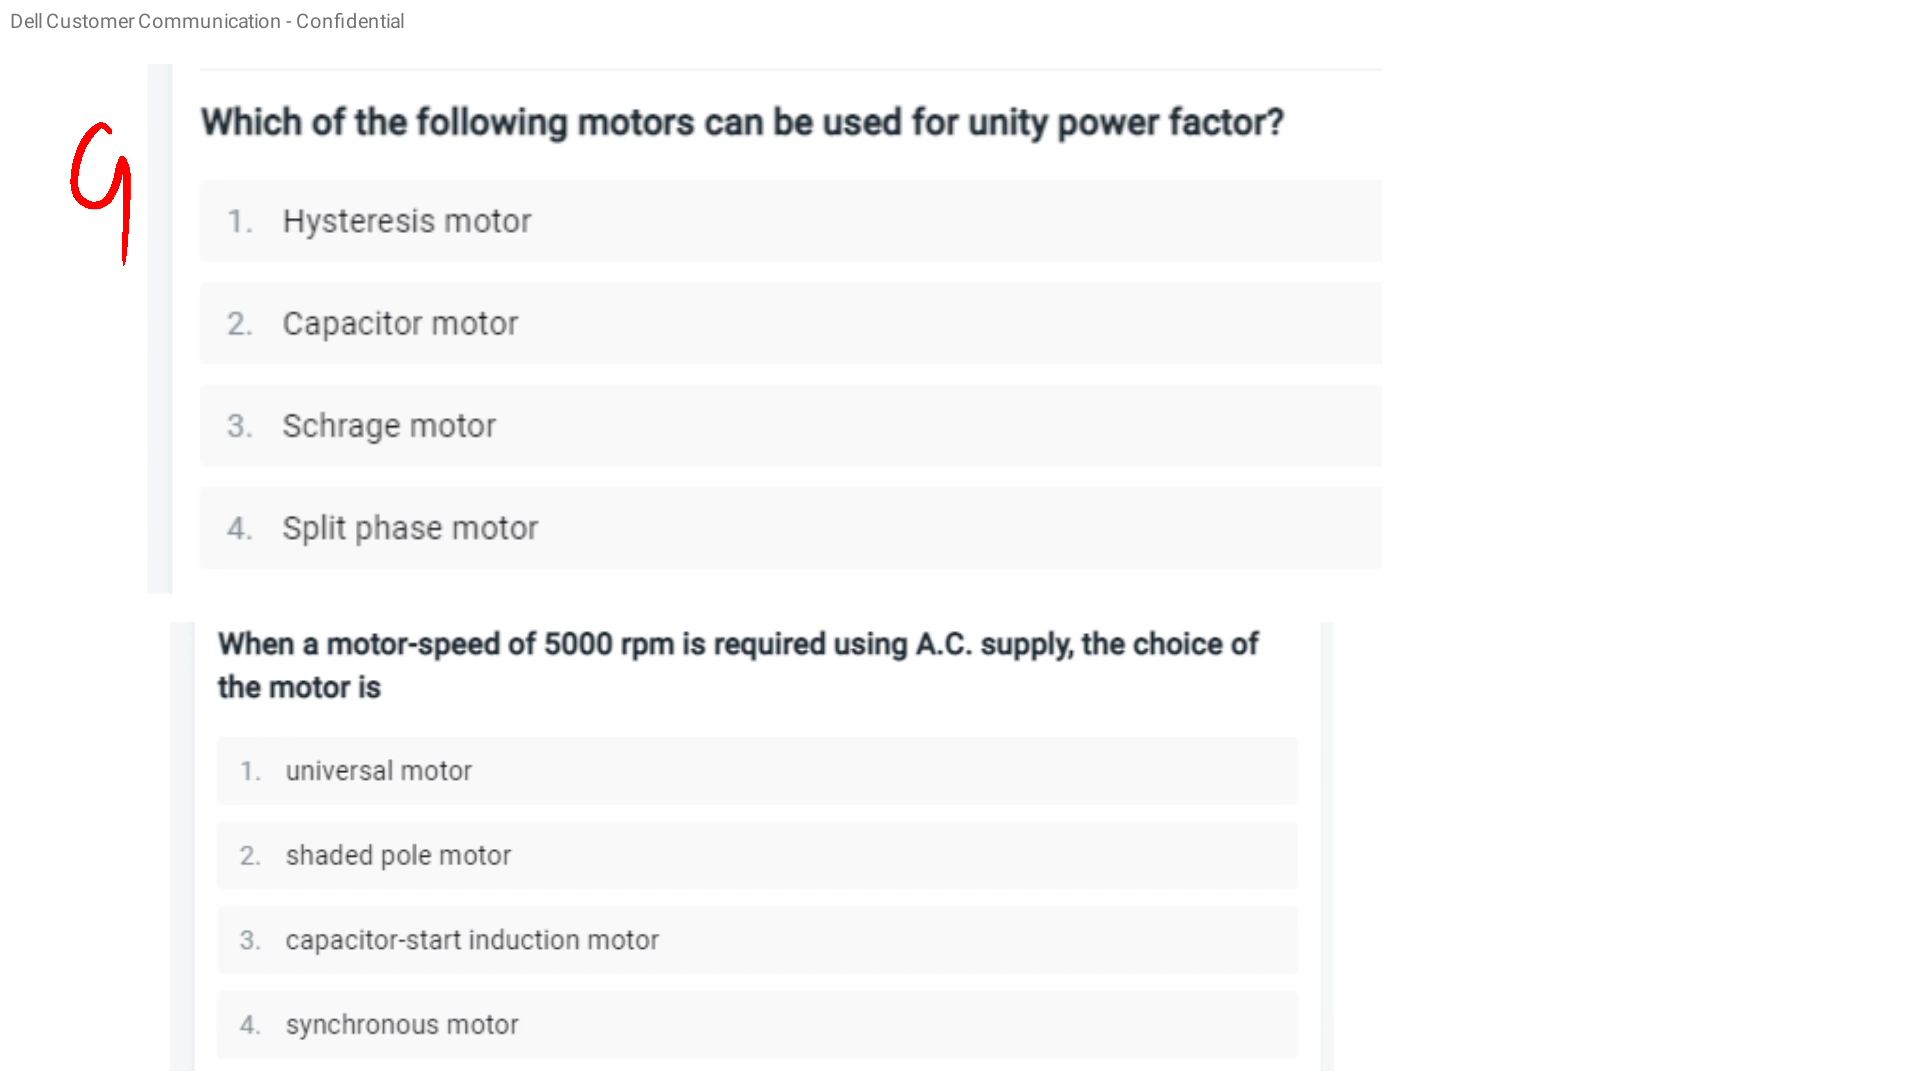 Dell Customer Communication - Confidential
9
Which of the following motors can be used for unity power factor?
1. Hysteresis motor
2. Capacitor motor
3. Schrage motor
4. Split phase motor
When a motor-speed of 5000 rpm is required using A.C. supply, the choice of
the motor is
1. universal motor
2. shaded pole motor
3. capacitor-start induction motor
4. synchronous motor